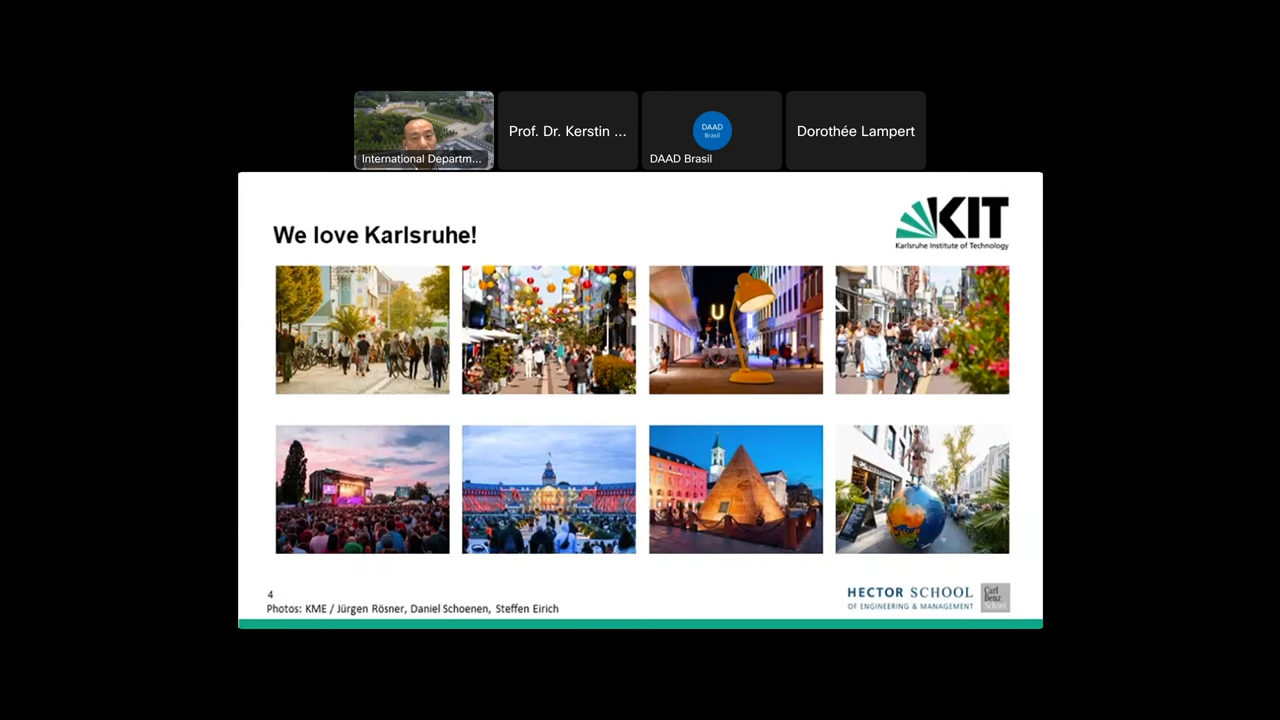 International Departm...
Prof. Dr. Kerstin ...
DAAD
Brasil
DAAD Brasil
Dorothée Lampert
We love Karlsruhe!
KIT
Karlsruhe Institute of Technology
U
4
Photos: KME / Jürgen Rösner, Daniel Schoenen, Steffen Eirich
HECTOR SCHOOL
OF ENGINEERING & MANAGEMENT
Carl
Benz
School